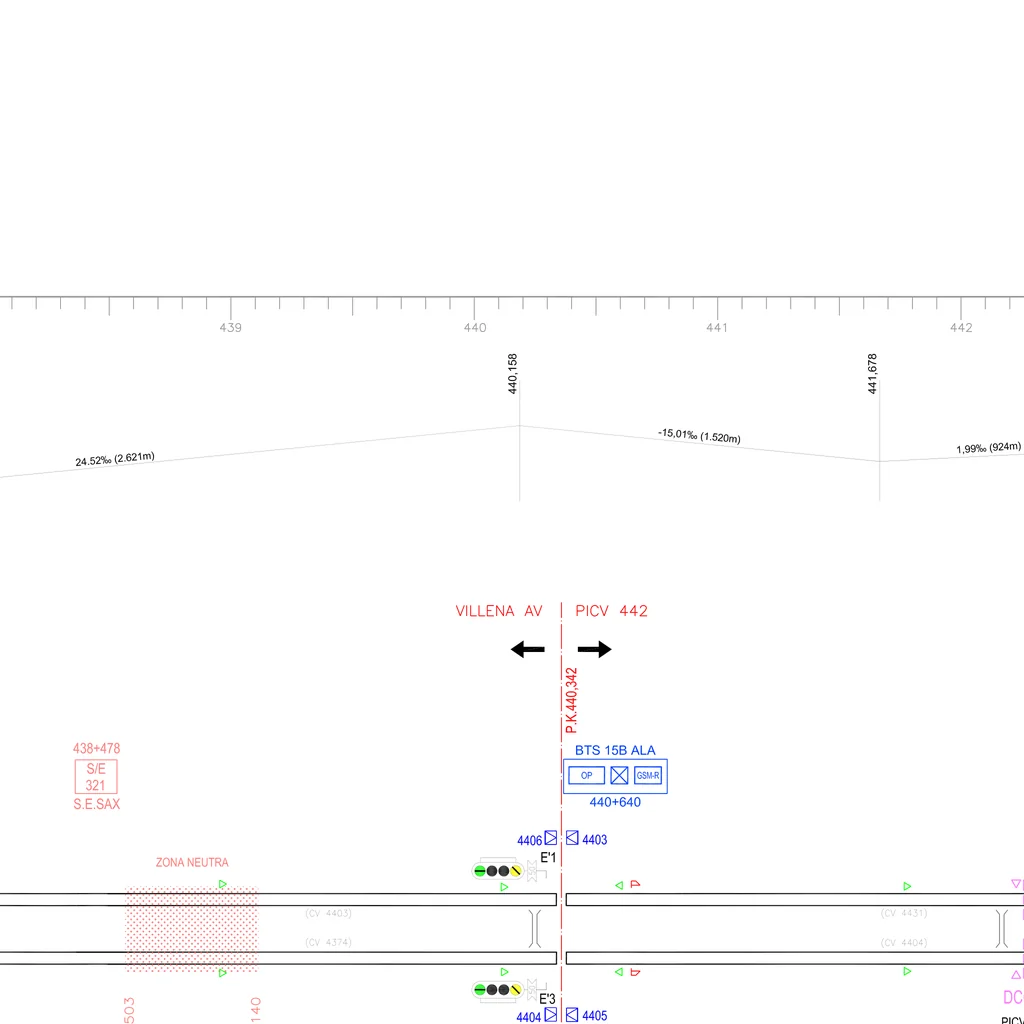 439
440
441
442
440,158
441,678
24.52‰ (2.621m)
-15,01‰ (1.520m)
1,99‰ (924m)
VILLENA AV
PICV 442
P.K.440,342
438+478
S/E
321
S.E.SAX
BTS 15B ALA
OP
GSM-R
440+640
4406
4403
E'1
ZONA NEUTRA
(CV 4403)
(CV 4431)
(CV 4374)
(CV 4404)
503
140
E'3
4404
4405
DC
PICV